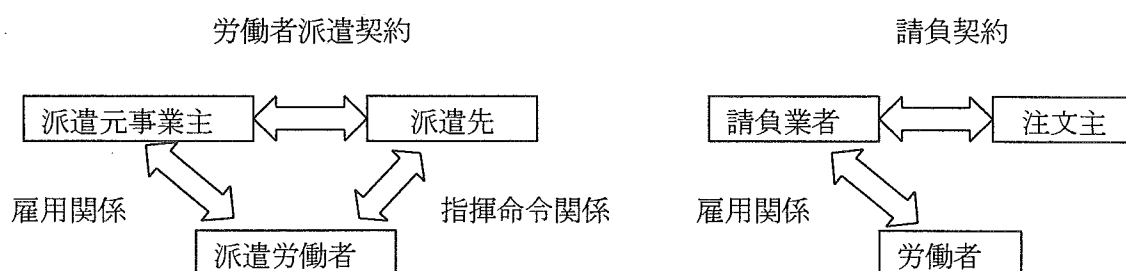 労働者派遣契約 請負契約
派遣元事業主 派遣先 請負業者 注文主
雇用関係 指揮命令関係 雇用関係
派遣労働者 労働者